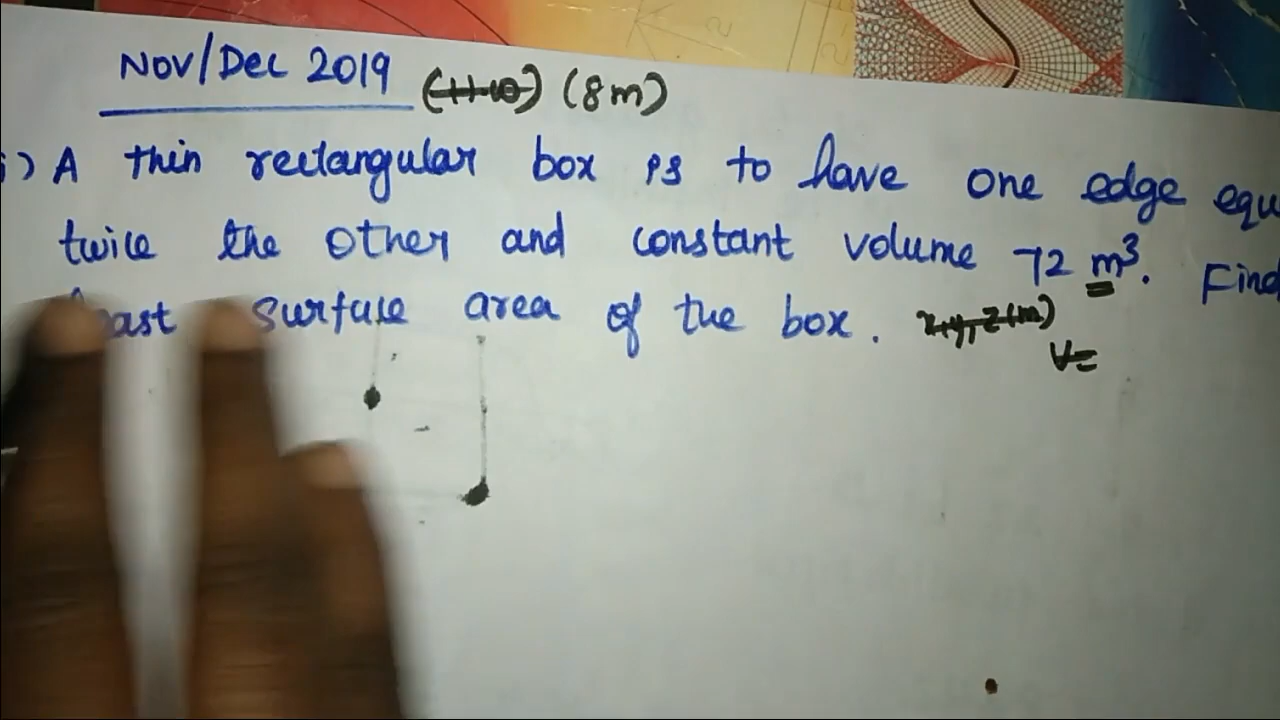 Nov/Dec 2019 (8m)
i) A thin rectangular box is to have one edge equ
twice the other and constant volume 72 m³. Find
surface area of the box. x, y, z (m)
V=